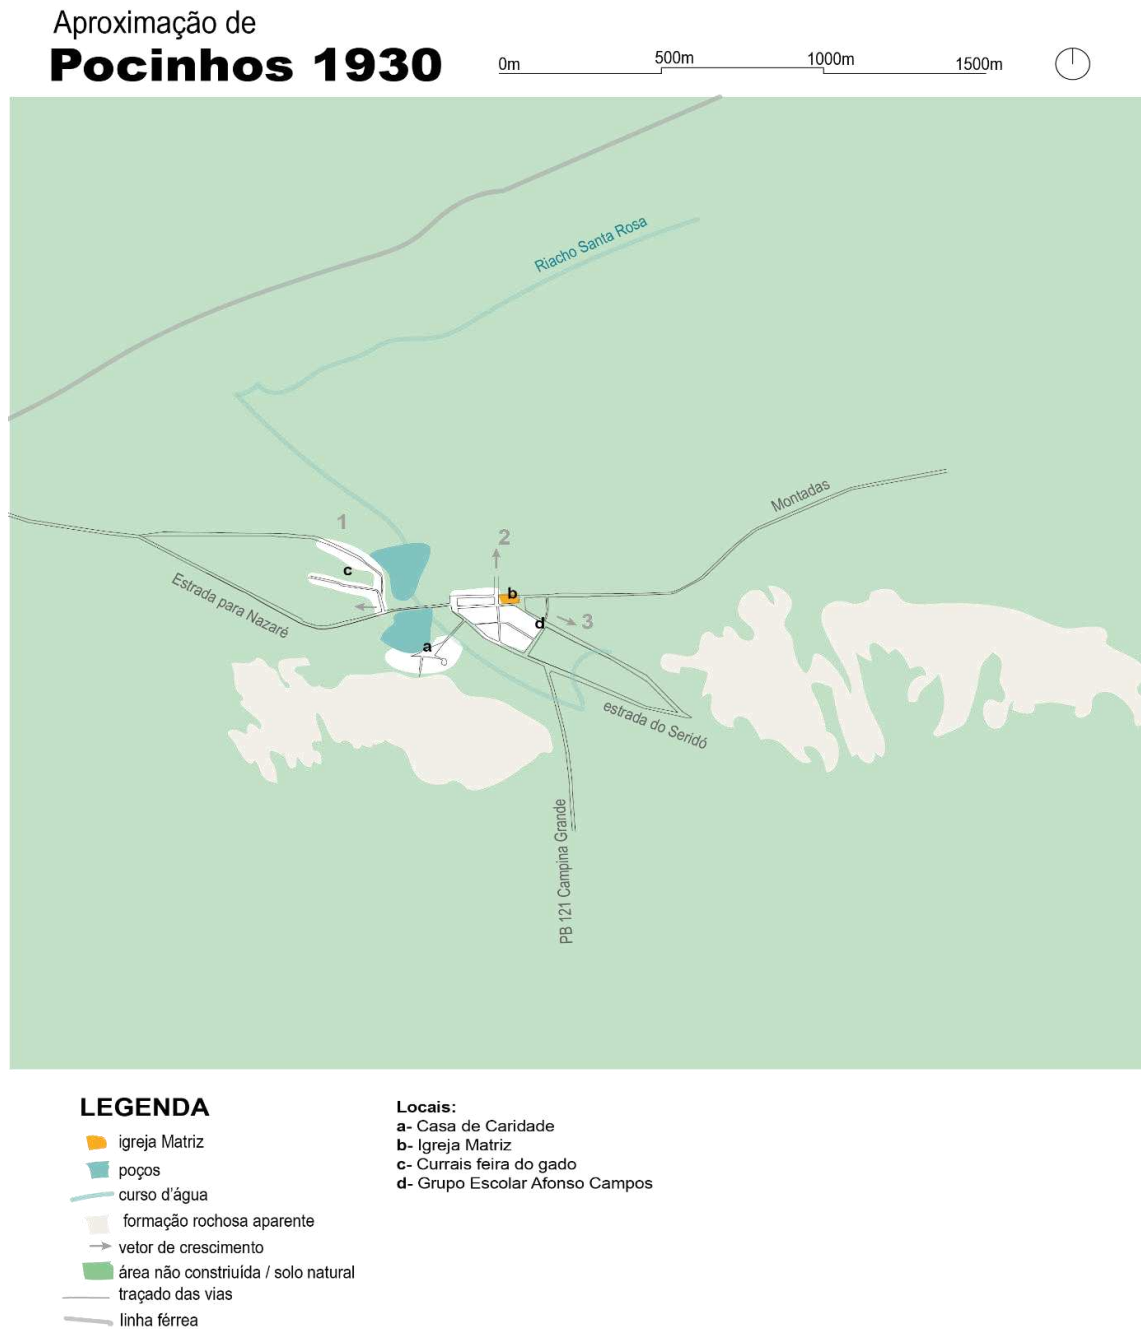 Aproximação de
Pocinhos 1930
0m 500m 1000m 1500m
Riacho Santa Rosa
Montadas
1
2
c
Estrada para Nazaré
b
d
3
a
estrada do Seridó
PB 121 Campina Grande
LEGENDA
igreja Matriz
poços
curso d'água
formação rochosa aparente
vetor de crescimento
área não constriuída / solo natural
traçado das vias
linha férrea
Locais:
a- Casa de Caridade
b- Igreja Matriz
c- Currais feira do gado
d- Grupo Escolar Afonso Campos